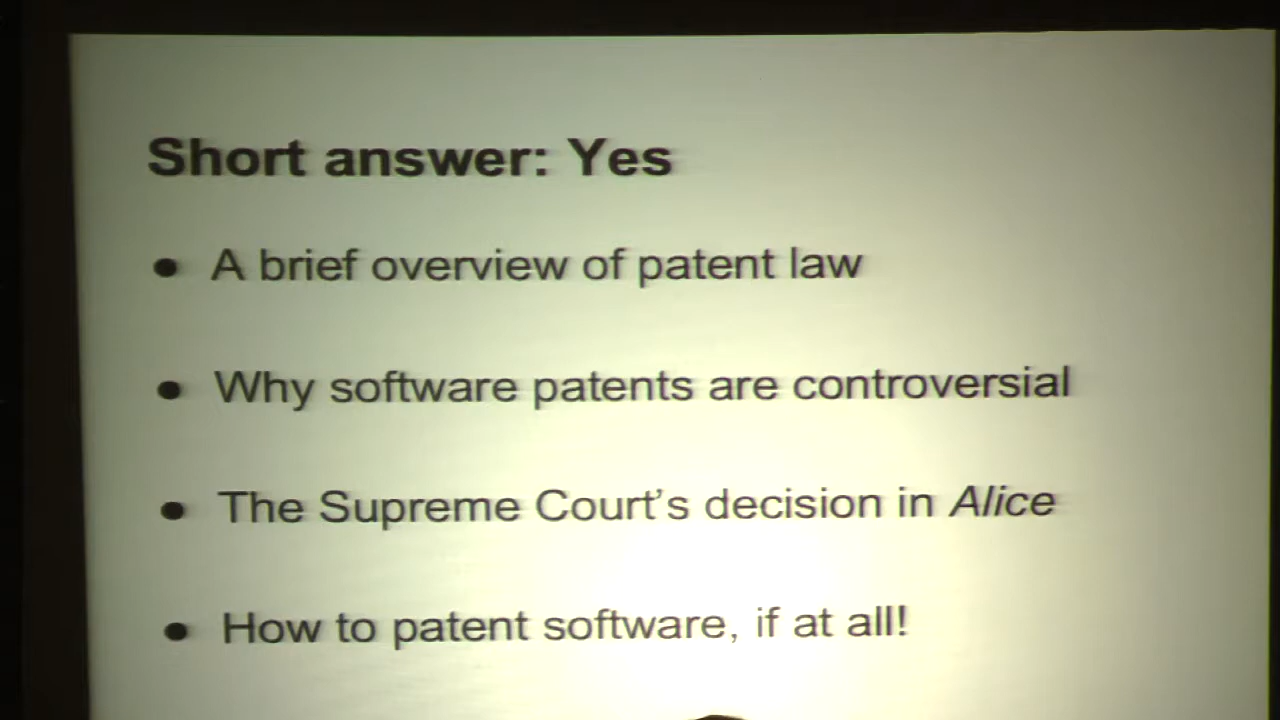 Short answer: Yes
● A brief overview of patent law
● Why software patents are controversial
● The Supreme Court's decision in Alice
● How to patent software, if at all!